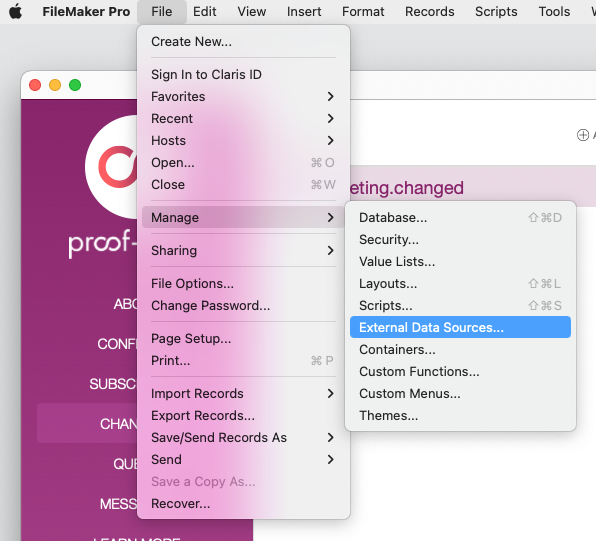 FileMaker Pro File Edit View Insert Format Records Scripts Tools
Create New...
Sign In to Claris ID
Favorites
Recent
Hosts
Open... ⌘O
Close ⌘W
Manage
Sharing
File Options...
Change Password...
Page Setup...
Print... ⌘P
Import Records
Export Records...
Save/Send Records As
Send
Save a Copy As...
Recover...
eting.changed
Database... ⇧⌘D
Security...
Value Lists...
Layouts... ⇧⌘L
Scripts... ⇧⌘S
External Data Sources...
Containers...
Custom Functions...
Custom Menus...
Themes...
proof-
ABO
CONF
SUBSC
CHAN
QUE
MESS
LEARN MORE